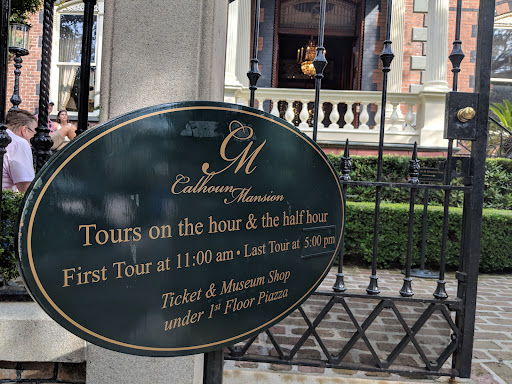 CM
Calhoun Mansion
Tours on the hour & the half hour
First Tour at 11:00 am • Last Tour at 5:00 pm
Ticket & Museum Shop
under 1st Floor Piazza